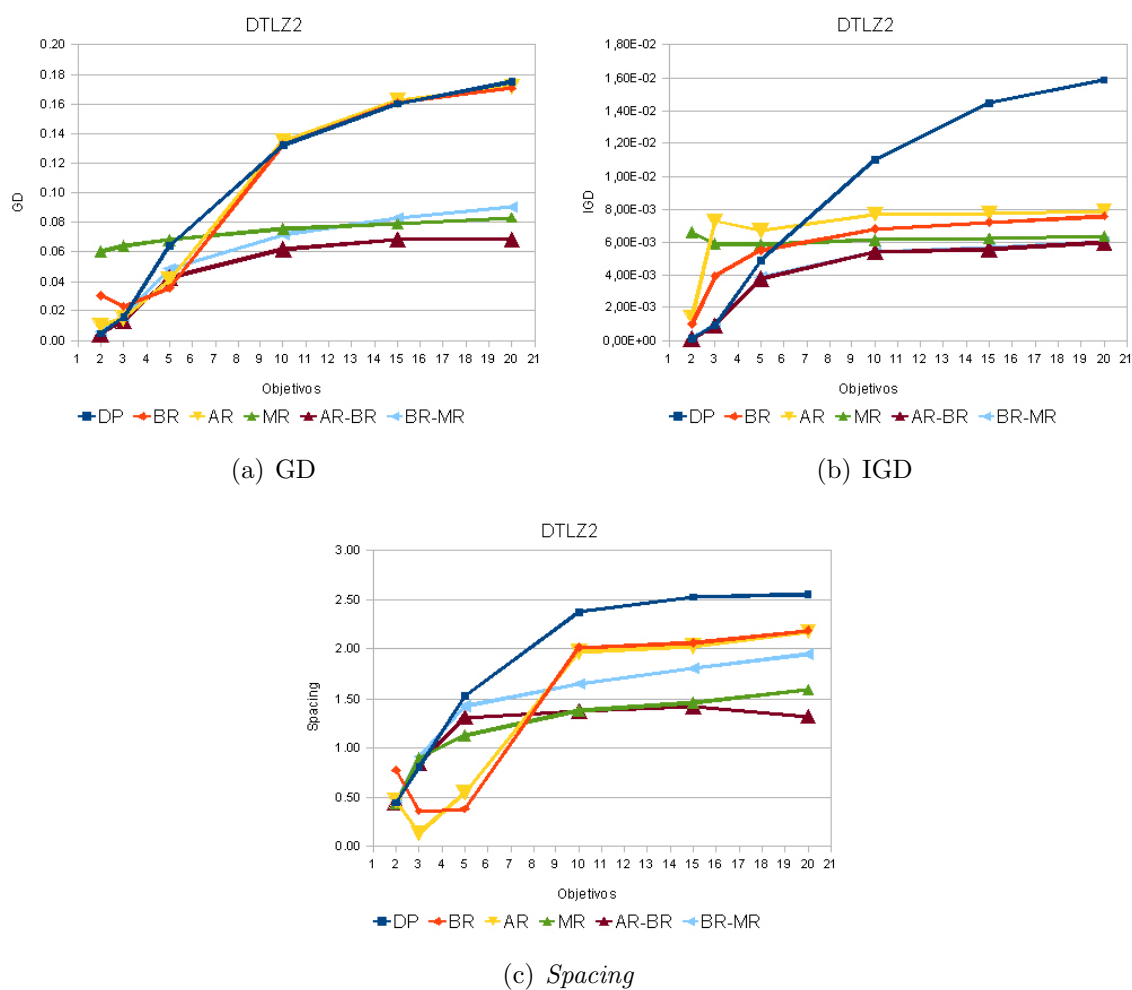 DTLZ2
0.20
0.18
0.16
0.14
0.12
0.10
0.08
0.06
0.04
0.02
0.00
GD
1 2 3 4 5 6 7 8 9 10 11 12 13 14 15 16 17 18 19 20 21
Objetivos
DP BR AR MR AR-BR BR-MR
(a) GD
DTLZ2
1,80E-02
1,60E-02
1,40E-02
1,20E-02
1,00E-02
8,00E-03
6,00E-03
4,00E-03
2,00E-03
0,00E+00
IGD
1 2 3 4 5 6 7 8 9 10 11 12 13 14 15 16 17 18 19 20 21
Objetivos
DP BR AR MR AR-BR BR-MR
(b) IGD
DTLZ2
3.00
2.50
2.00
1.50
1.00
0.50
0.00
Spacing
1 2 3 4 5 6 7 8 9 10 11 12 13 14 15 16 17 18 19 20 21
Objetivos
DP BR AR MR AR-BR BR-MR
(c) Spacing